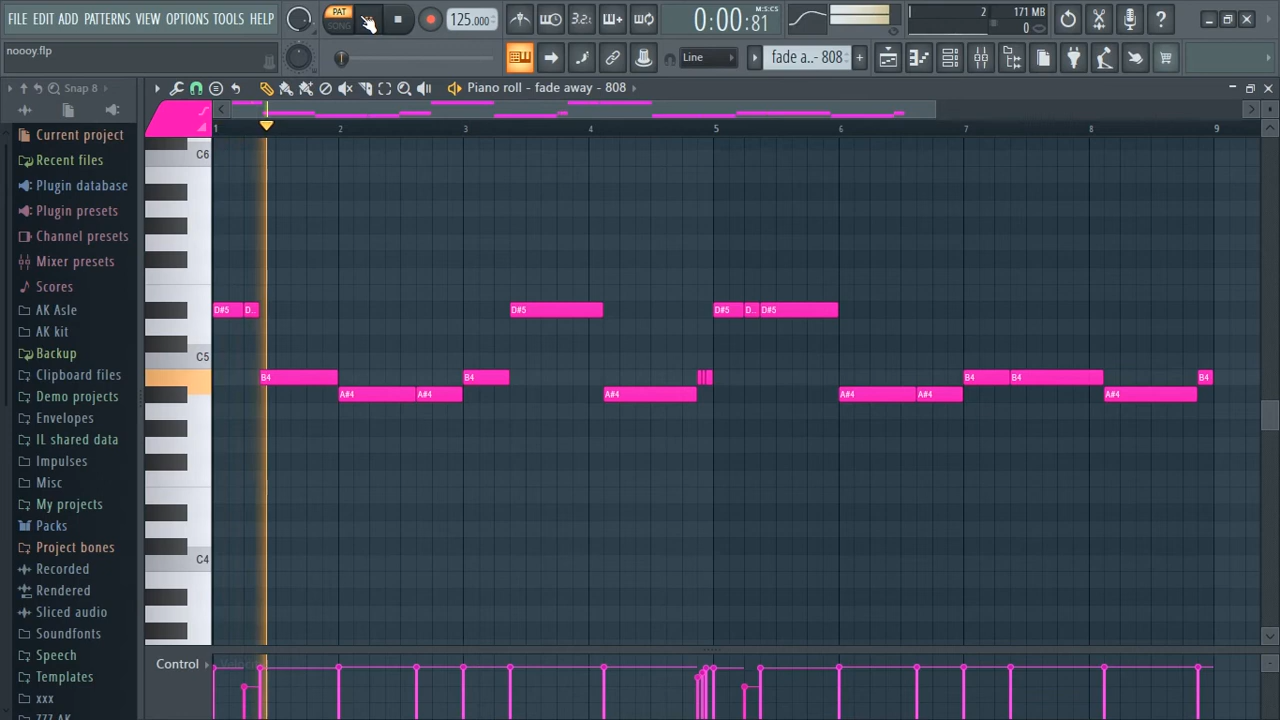 FILE EDIT ADD PATTERNS VIEW OPTIONS TOOLS HELP
PAT
SONG
125.000
3.2
0:00:81
M:S:CS
2
171 MB
0
noooy.flp
Line
fade a..- 808
Snap 8
Piano roll - fade away - 808
1 2 3 4 5 6 7 8 9
Current project
Recent files
Plugin database
Plugin presets
Channel presets
Mixer presets
Scores
AK Asle
AK kit
Backup
Clipboard files
Demo projects
Envelopes
IL shared data
Impulses
Misc
My projects
Packs
Project bones
Recorded
Rendered
Sliced audio
Soundfonts
Speech
Templates
xxx
C6
D#5 D.. D#5 D#5 D.. D#5
C5
B4 B4 B4 B4 B4
A#4 A#4 A#4 A#4 A#4 A#4
C4
Control